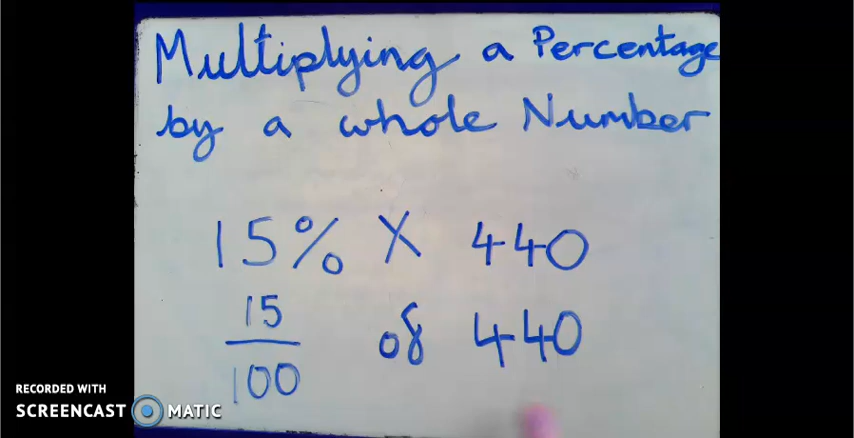 Multiplying a Percentage
by a whole Number
15% X 440
15
100
of 440
RECORDED WITH
SCREENCAST MATIC